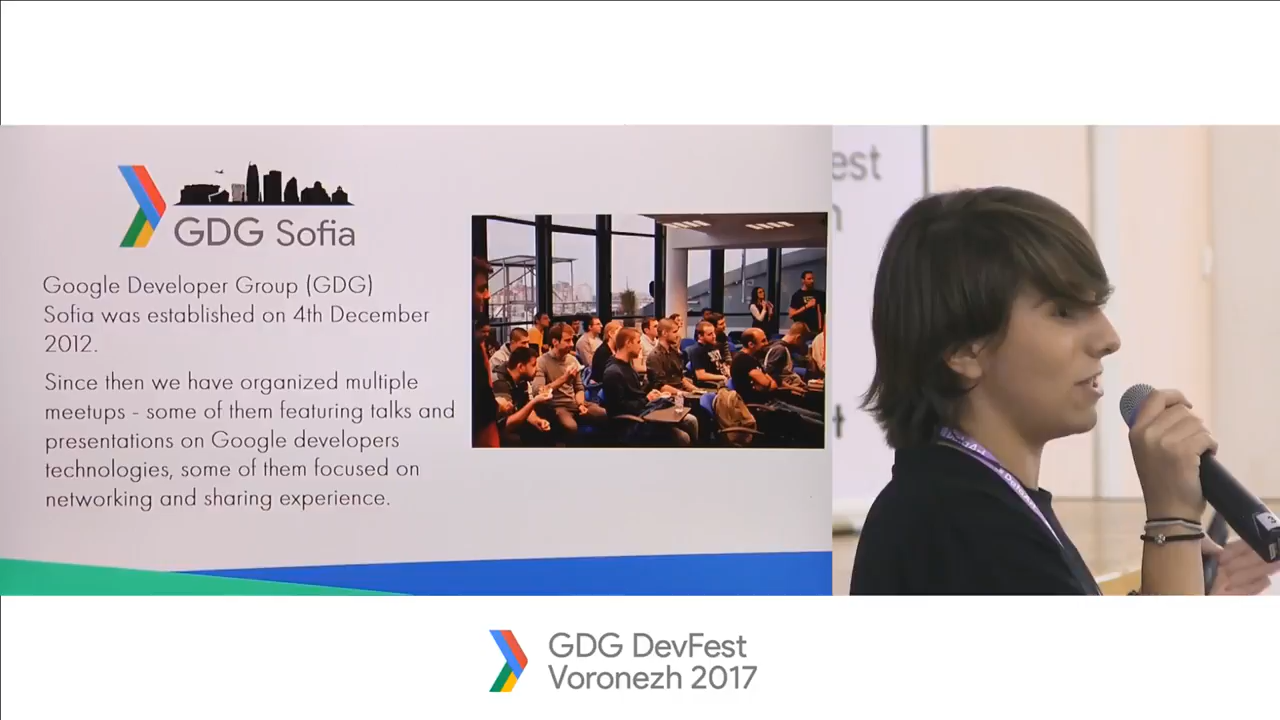 GDG Sofia
Google Developer Group (GDG)
Sofia was established on 4th December
2012.
Since then we have organized multiple
meetups - some of them featuring talks and
presentations on Google developers
technologies, some of them focused on
networking and sharing experience.
est
3
GDG DevFest
Voronezh 2017